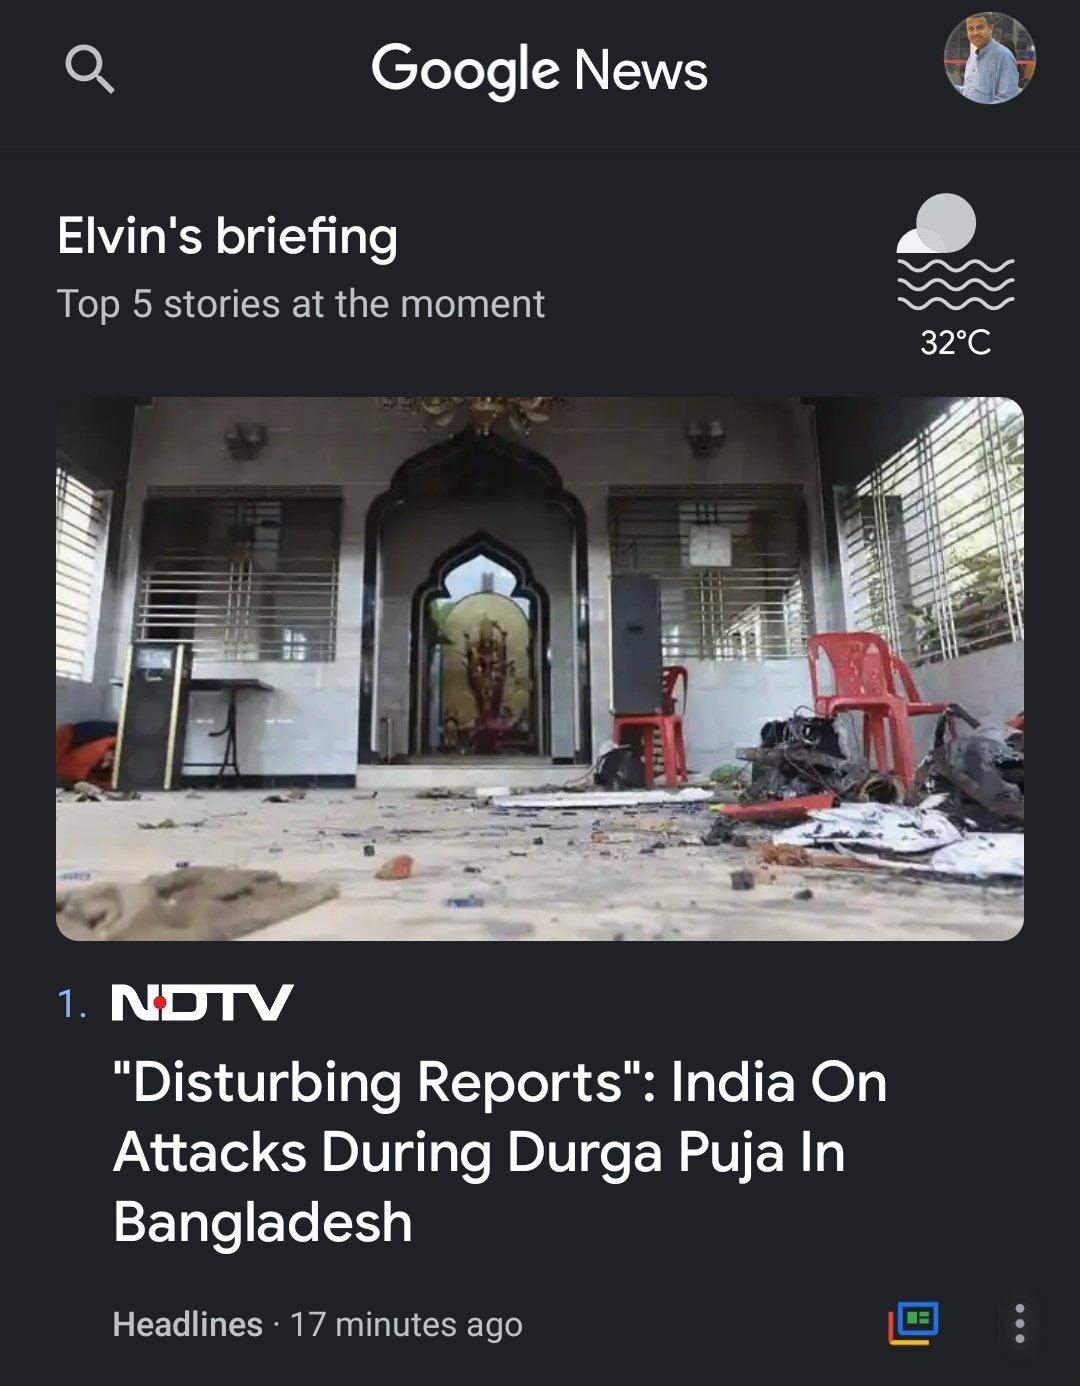 Google News
Elvin's briefing
Top 5 stories at the moment
32°C
1. NDTV
"Disturbing Reports": India On
Attacks During Durga Puja In
Bangladesh
Headlines · 17 minutes ago